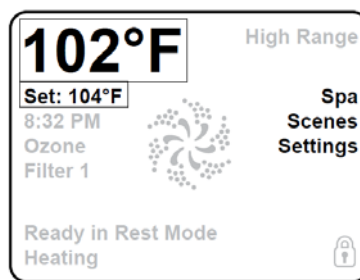 102°F
High Range
Set: 104°F
8:32 PM
Ozone
Filter 1
Spa
Scenes
Settings
Ready in Rest Mode
Heating